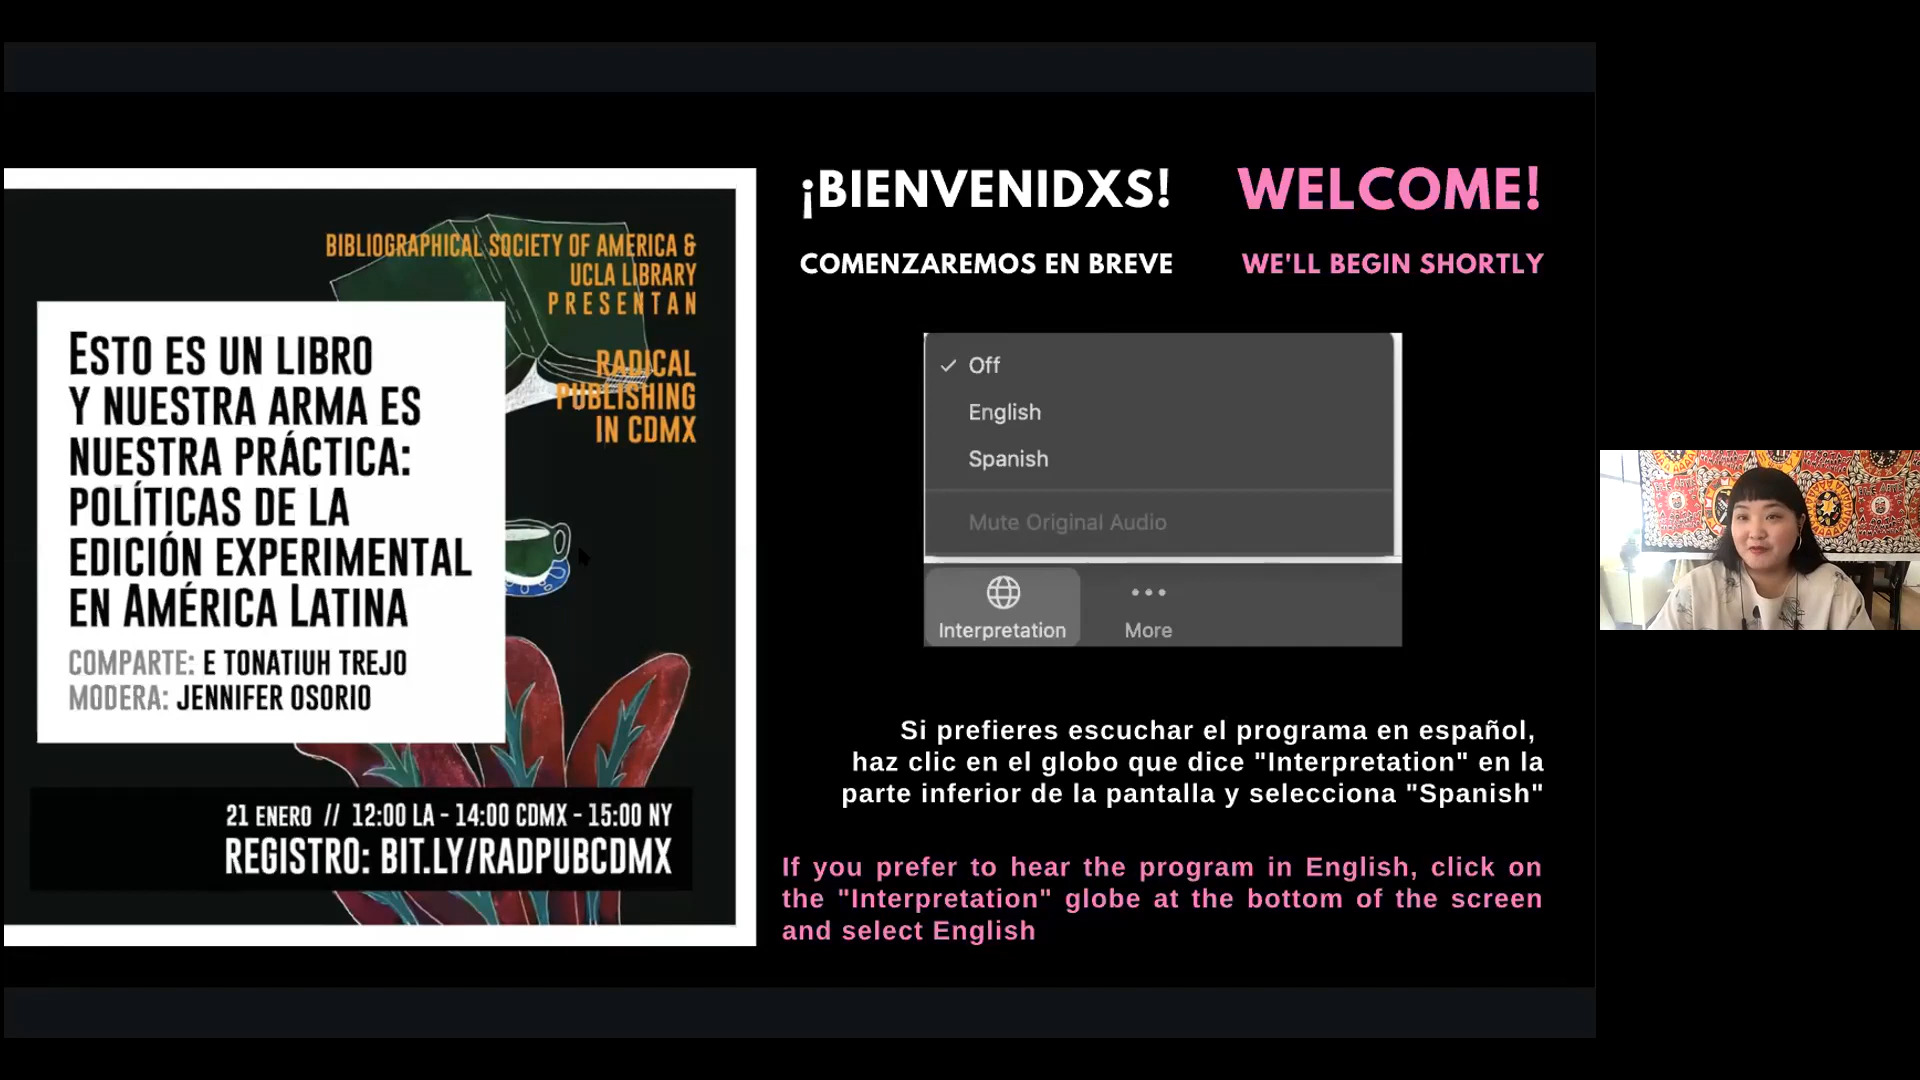 BIBLIOGRAPHICAL SOCIETY OF AMERICA &
UCLA LIBRARY
PRESENTAN
RADICAL
PUBLISHING
IN CDMX
ESTO ES UN LIBRO
Y NUESTRA ARMA ES
NUESTRA PRÁCTICA:
POLÍTICAS DE LA
EDICIÓN EXPERIMENTAL
EN AMÉRICA LATINA
COMPARTE: E TONATIUH TREJO
MODERA: JENNIFER OSORIO
21 ENERO // 12:00 LA - 14:00 CDMX - 15:00 NY
REGISTRO: BIT.LY/RADPUBCDMX
¡BIENVENIDXS!
COMENZAREMOS EN BREVE
WELCOME!
WE'LL BEGIN SHORTLY
Off
English
Spanish
Mute Original Audio
Interpretation
More
Si prefieres escuchar el programa en español,
haz clic en el globo que dice "Interpretation" en la
parte inferior de la pantalla y selecciona "Spanish"
If you prefer to hear the program in English, click on
the "Interpretation" globe at the bottom of the screen
and select English